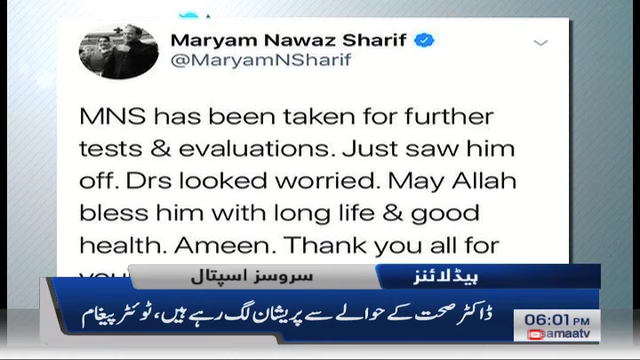 Maryam Nawaz Sharif
@MaryamNSharif
MNS has been taken for further
tests & evaluations. Just saw him
off. Drs looked worried. May Allah
bless him with long life & good
health. Ameen. Thank you all for
سروسز اسپتال
ہیڈلائنز
ڈاکٹر صحت کے حوالے سے پریشان لگ رہے ہیں، ٹوئٹر پیغام
06:01 PM
samaatv